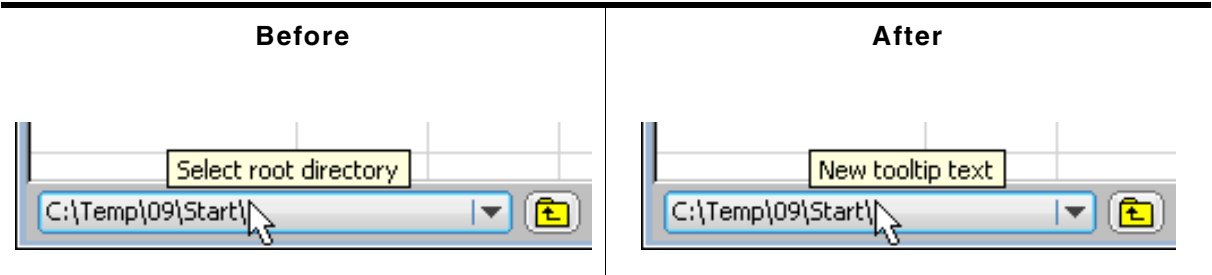 Before
After
Select root directory
C:\Temp\09\Start\
New tooltip text
C:\Temp\09\Start\